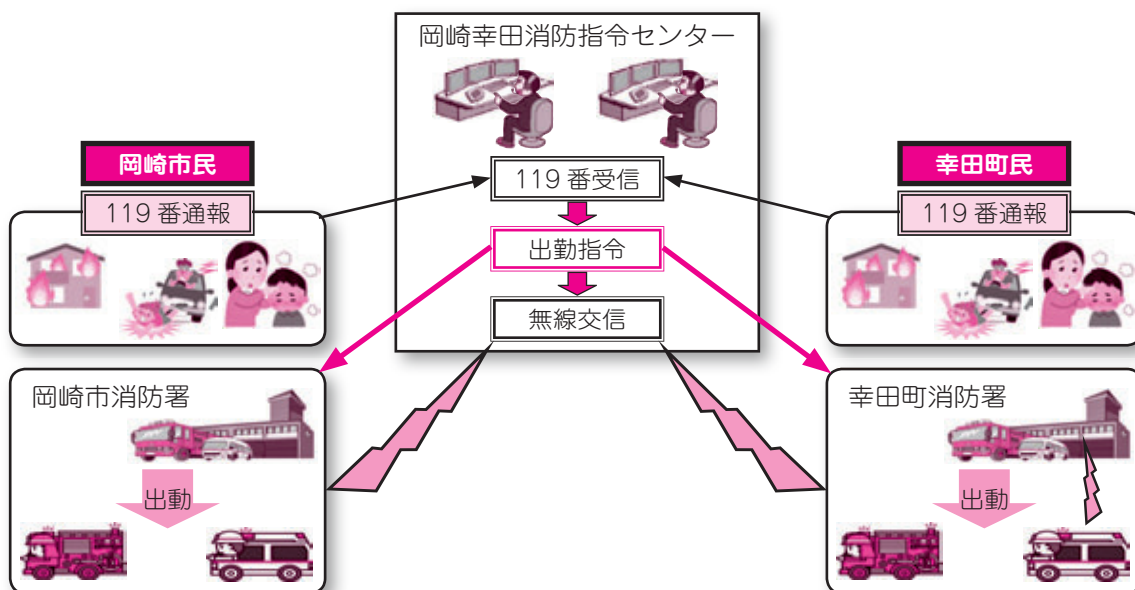 岡崎幸田消防指令センター
119 番受信
出勤指令
無線交信
岡崎市民
119 番通報
幸田町民
119 番通報
岡崎市消防署
出動
幸田町消防署
出動